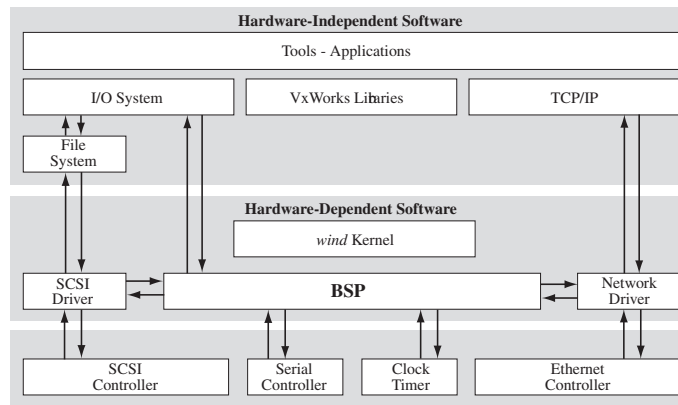 Hardware-Independent Software
Tools - Applications
I/O System
VxWorks Libraries
TCP/IP
File
System
Hardware-Dependent Software
wind Kernel
SCSI
Driver
BSP
Network
Driver
SCSI
Controller
Serial
Controller
Clock
Timer
Ethernet
Controller